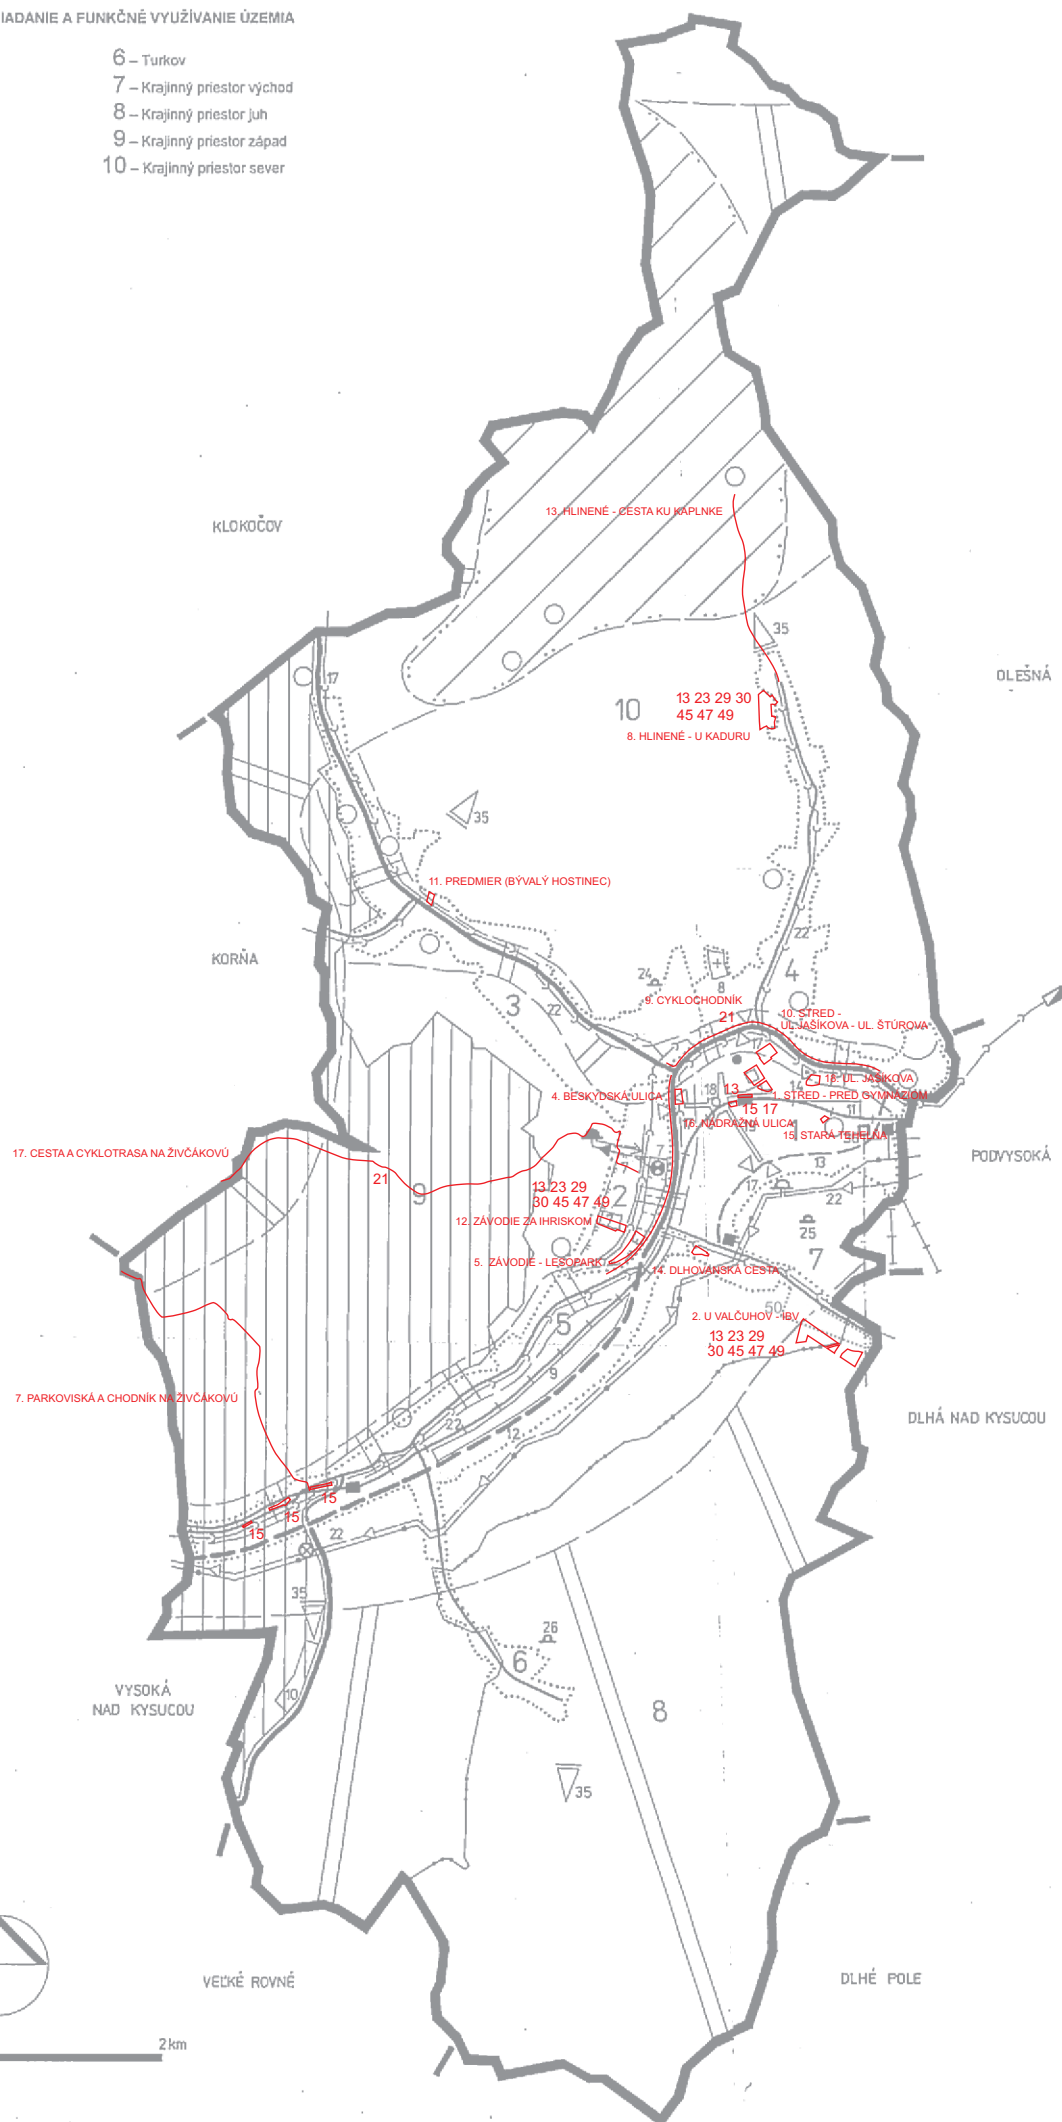 IADANIE A FUNKČNÉ VYUŽÍVANIE ÚZEMIA
6 – Turkov
7 – Krajinný priestor východ
8 – Krajinný priestor juh
9 – Krajinný priestor západ
10 – Krajinný priestor sever
KLOKOČOV
13. HLINENÉ - CESTA KU KAPLNKE
35
17
OLEŠNÁ
10
13 23 29 30
45 47 49
8. HLINENÉ - U KADURU
35
11. PREDMIER (BÝVALÝ HOSTINEC)
KORŇA
22
24
8
4
3
22
9. CYKLOCHODNÍK
21
10. STRED -
UL.JAŠÍKOVA - UL. ŠTÚROVA
17
14
18. UL. JAŠÍKOVA
4. BESKYDSKÁ ULICA
18
13
1. STRED - PRED GYMNÁZIOM
15 17
11
16. NÁDRAŽNÁ ULICA
15. STARÁ TEHELŇA
17. CESTA A CYKLOTRASA NA ŽIVČÁKOVÚ
21
9
7
13
PODVYSOKÁ
13 23 29
30 45 47 49
2
17
22
12. ZÁVODIE ZA IHRISKOM
25
7
5. ZÁVODIE - LESOPARK
14. DLHOVANSKÁ CESTA
50
2. U VALČUHOV - IBV
5
13 23 29
30 45 47 49
9
7. PARKOVISKÁ A CHODNÍK NA ŽIVČÁKOVÚ
DLHÁ NAD KYSUCOU
22
12
15
15
15
22
35
26
6
10
8
VYSOKÁ
NAD KYSUCOU
35
VEĽKÉ ROVNÉ
DLHÉ POLE
2 km